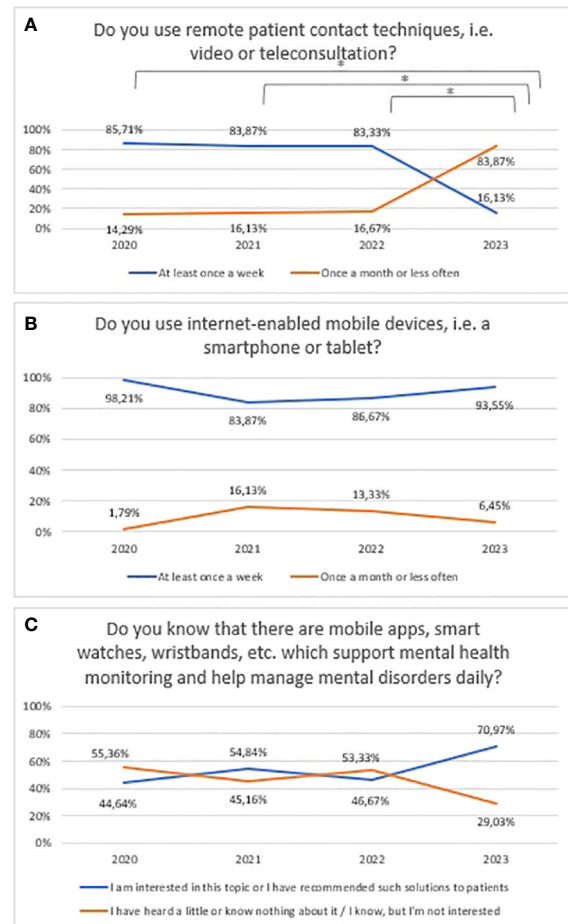 A
Do you use remote patient contact techniques, i.e.
video or teleconsultation?
*
*
*
100%
80%
60%
40%
20%
0%
85,71%
83,87%
83,33%
83,87%
16,13%
14,29%
16,13%
16,67%
2020 2021 2022 2023
At least once a week Once a month or less often
B
Do you use internet-enabled mobile devices, i.e. a
smartphone or tablet?
100%
80%
60%
40%
20%
0%
98,21%
83,87%
86,67%
93,55%
1,79%
16,13%
13,33%
6,45%
2020 2021 2022 2023
At least once a week Once a month or less often
C
Do you know that there are mobile apps, smart
watches, wristbands, etc. which support mental health
monitoring and help manage mental disorders daily?
100%
80%
60%
40%
20%
0%
55,36%
54,84%
53,33%
70,97%
44,64%
45,16%
46,67%
29,03%
2020 2021 2022 2023
I am interested in this topic or I have recommended such solutions to patients
I have heard a little or know nothing about it / I know, but I'm not interested